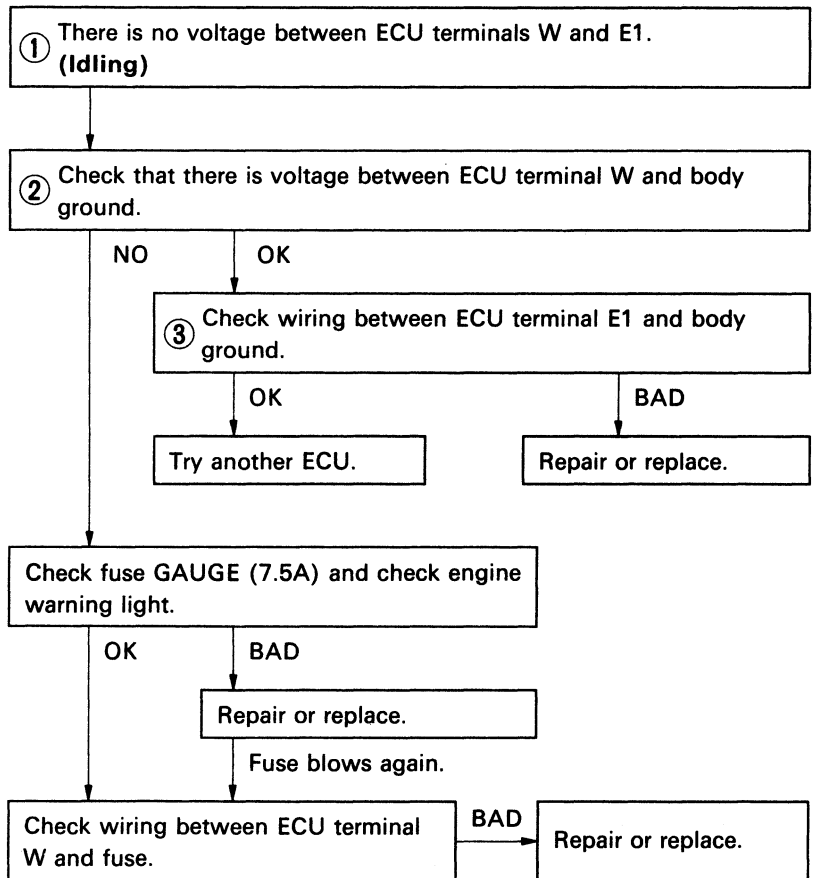 ① There is no voltage between ECU terminals W and E1.
(Idling)
② Check that there is voltage between ECU terminal W and body
ground.
NO
OK
③ Check wiring between ECU terminal E1 and body
ground.
OK
BAD
Try another ECU.
Repair or replace.
Check fuse GAUGE (7.5A) and check engine
warning light.
OK
BAD
Repair or replace.
Fuse blows again.
Check wiring between ECU terminal
W and fuse.
BAD
Repair or replace.